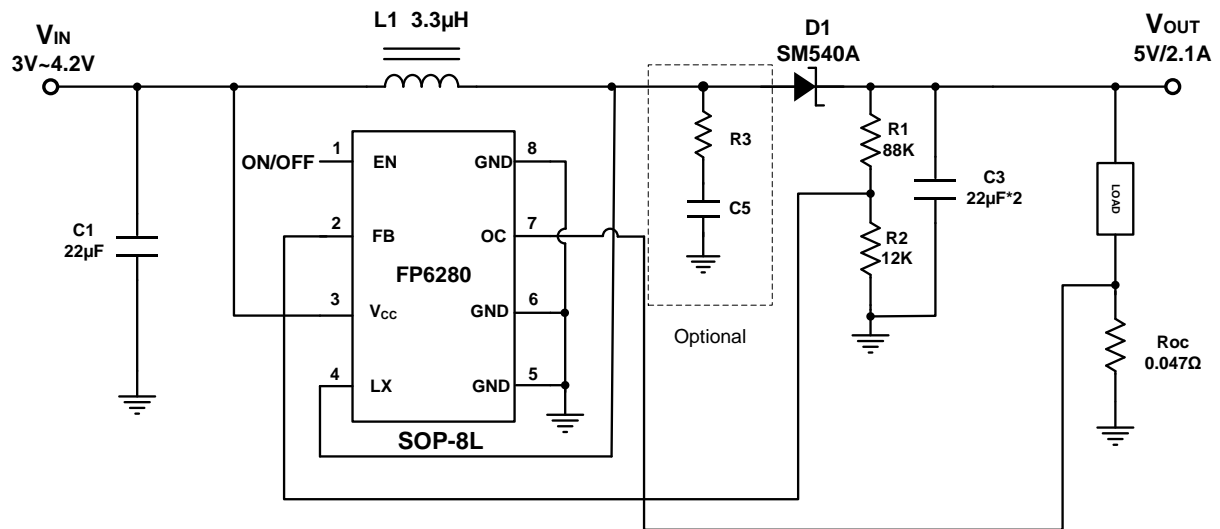 L1 3.3µH
VIN
3V~4.2V
D1
SM540A
VOUT
5V/2.1A
ON/OFF
1
EN
GND
8
2
FB
OC
7
FP6280
3
VCC
GND
6
4
LX
GND
5
SOP-8L
C1
22µF
R3
C5
Optional
R1
88K
R2
12K
C3
22µF*2
LOAD
Roc
0.047Ω